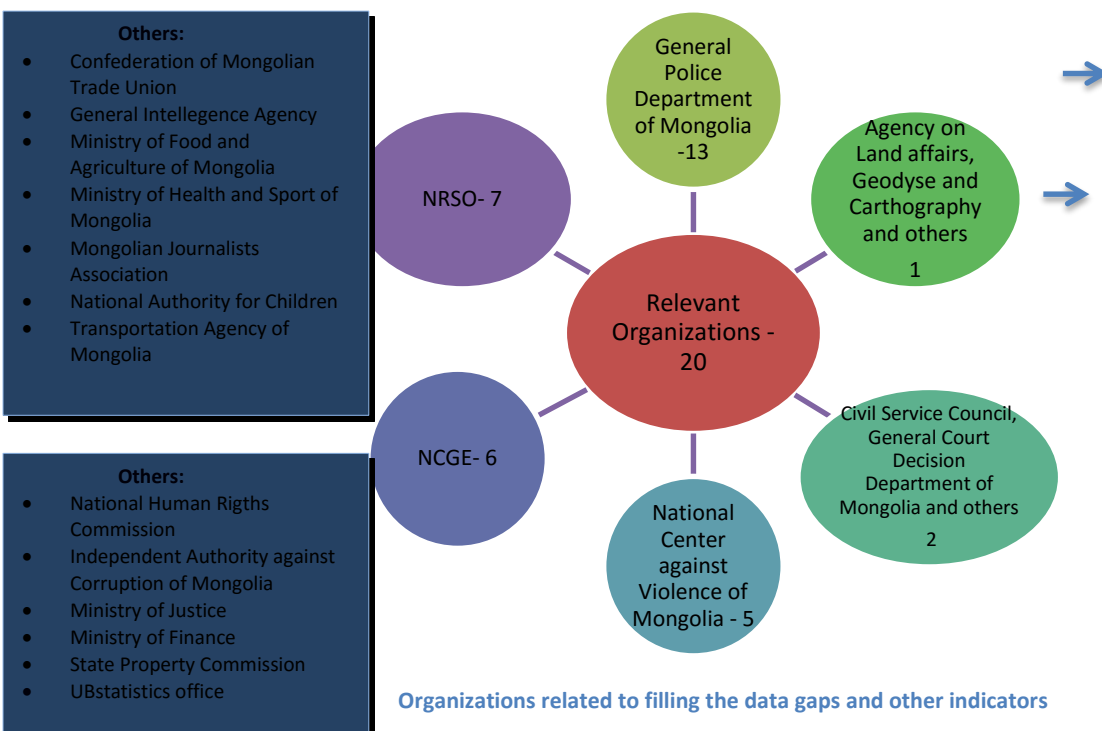 Others:
• Confederation of Mongolian
Trade Union
• General Intellegence Agency
• Ministry of Food and
Agriculture of Mongolia
• Ministry of Health and Sport of
Mongolia
• Mongolian Journalists
Association
• National Authority for Children
• Transportation Agency of
Mongolia
Others:
• National Human Rigths
Commission
• Independent Authority against
Corruption of Mongolia
• Ministry of Justice
• Ministry of Finance
• State Property Commission
• UBstatistics office
General
Police
Department
of Mongolia
-13
NRSO- 7
Agency on
Land affairs,
Geodyse and
Carthography
and others
1
Relevant
Organizations -
20
NCGE- 6
Civil Service Council,
General Court
Decision
Department of
Mongolia and others
2
National
Center
against
Violence of
Mongolia - 5
Organizations related to filling the data gaps and other indicators